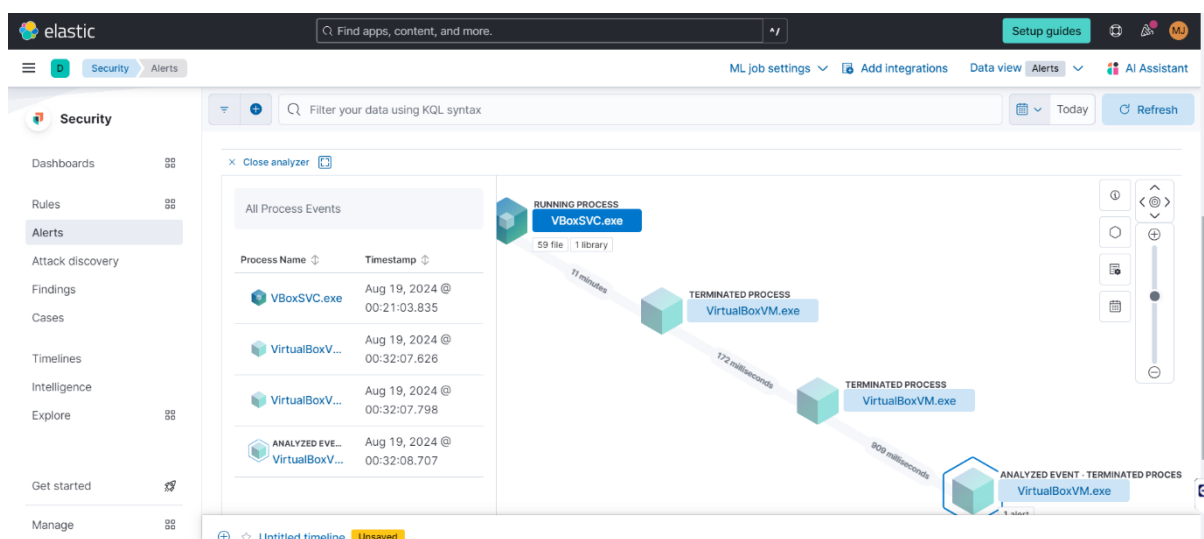 elastic
Find apps, content, and more.
^/
Setup guides
MJ
D
Security
Alerts
ML job settings
Add integrations
Data view
Alerts
AI Assistant
Security
Filter your data using KQL syntax
Today
Refresh
Dashboards
Rules
Alerts
Attack discovery
Findings
Cases
Timelines
Intelligence
Explore
Get started
Manage
Close analyzer
All Process Events
Process Name
Timestamp
VBoxSVC.exe
Aug 19, 2024 @
00:21:03.835
VirtualBoxV...
Aug 19, 2024 @
00:32:07.626
VirtualBoxV...
Aug 19, 2024 @
00:32:07.798
ANALYZED EVE...
VirtualBoxV...
Aug 19, 2024 @
00:32:08.707
RUNNING PROCESS
VBoxSVC.exe
59 file
1 library
11 minutes
TERMINATED PROCESS
VirtualBoxVM.exe
172 milliseconds
TERMINATED PROCESS
VirtualBoxVM.exe
909 milliseconds
ANALYZED EVENT · TERMINATED PROCES
VirtualBoxVM.exe
1 alert
Untitled timeline
Unsaved